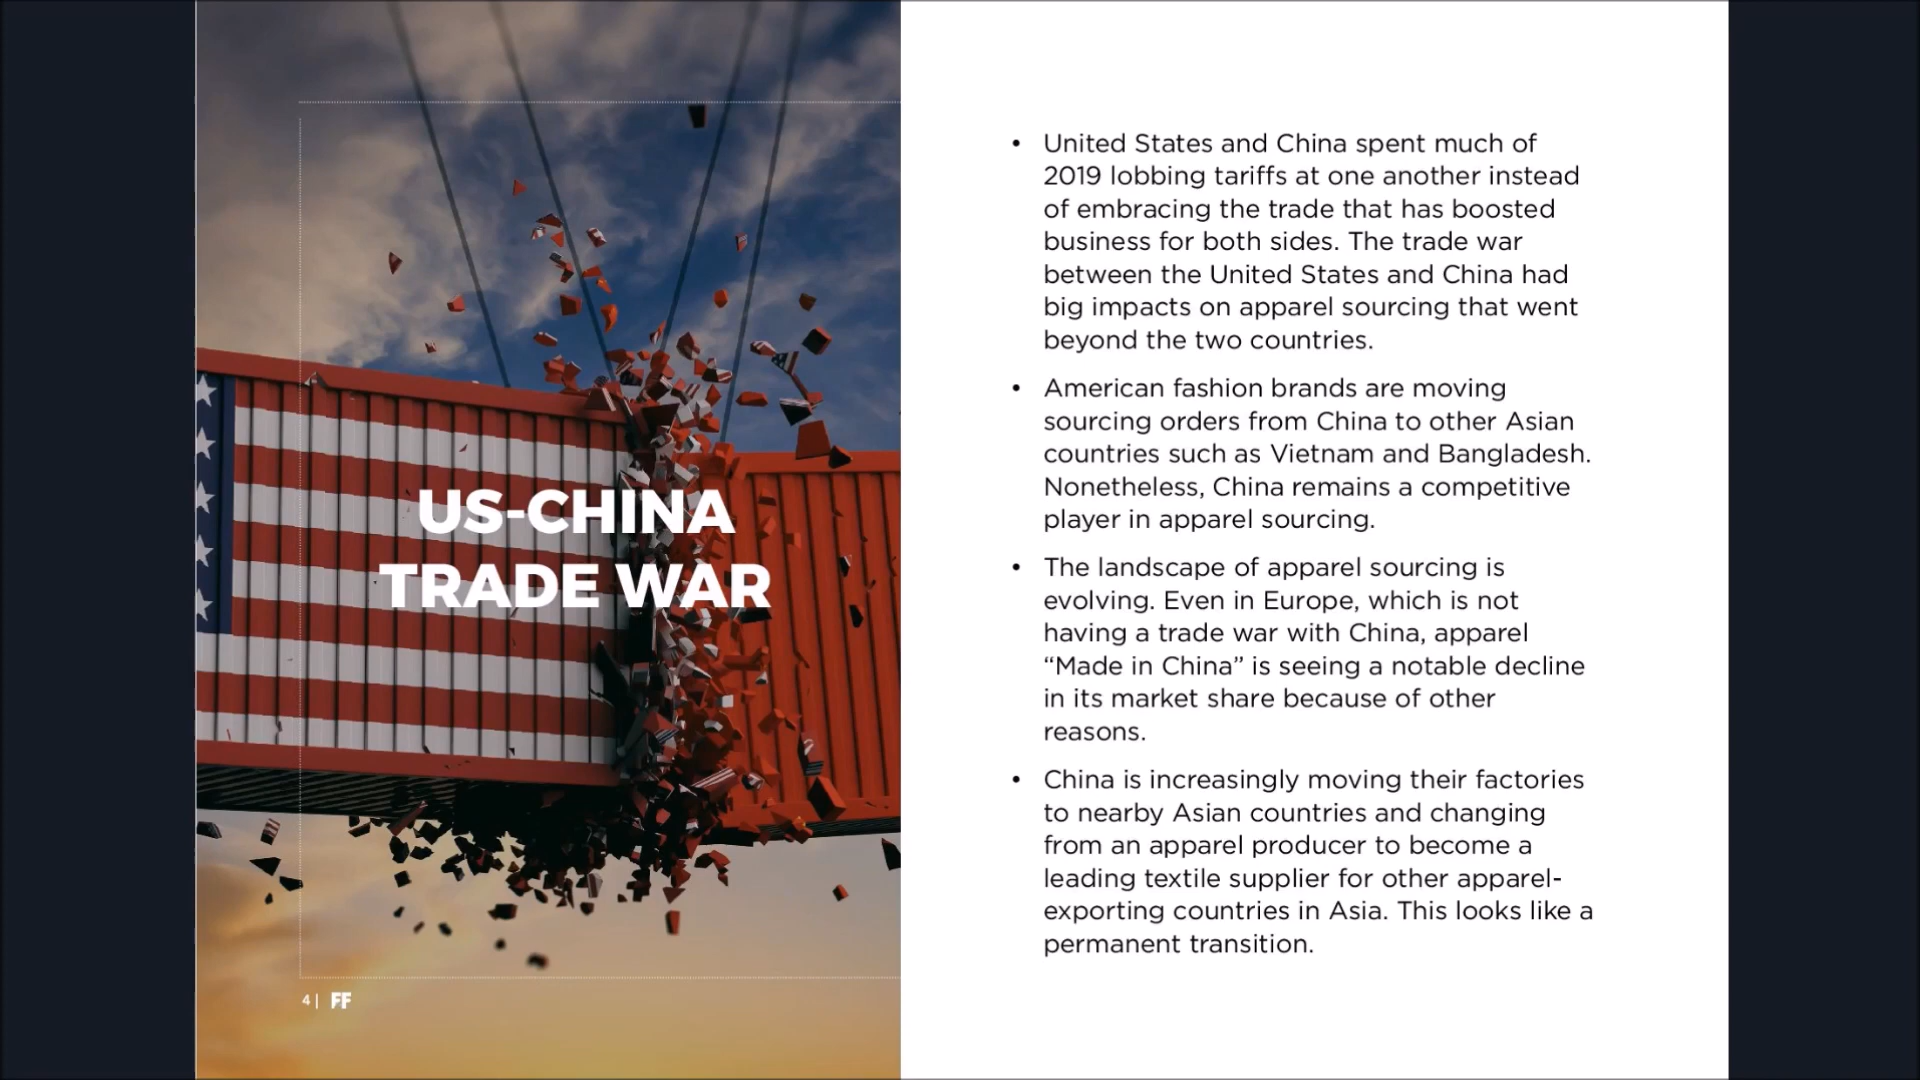 US-CHINA
TRADE WAR
4 | FF
• United States and China spent much of
2019 lobbing tariffs at one another instead
of embracing the trade that has boosted
business for both sides. The trade war
between the United States and China had
big impacts on apparel sourcing that went
beyond the two countries.
• American fashion brands are moving
sourcing orders from China to other Asian
countries such as Vietnam and Bangladesh.
Nonetheless, China remains a competitive
player in apparel sourcing.
• The landscape of apparel sourcing is
evolving. Even in Europe, which is not
having a trade war with China, apparel
“Made in China” is seeing a notable decline
in its market share because of other
reasons.
• China is increasingly moving their factories
to nearby Asian countries and changing
from an apparel producer to become a
leading textile supplier for other apparel-
exporting countries in Asia. This looks like a
permanent transition.